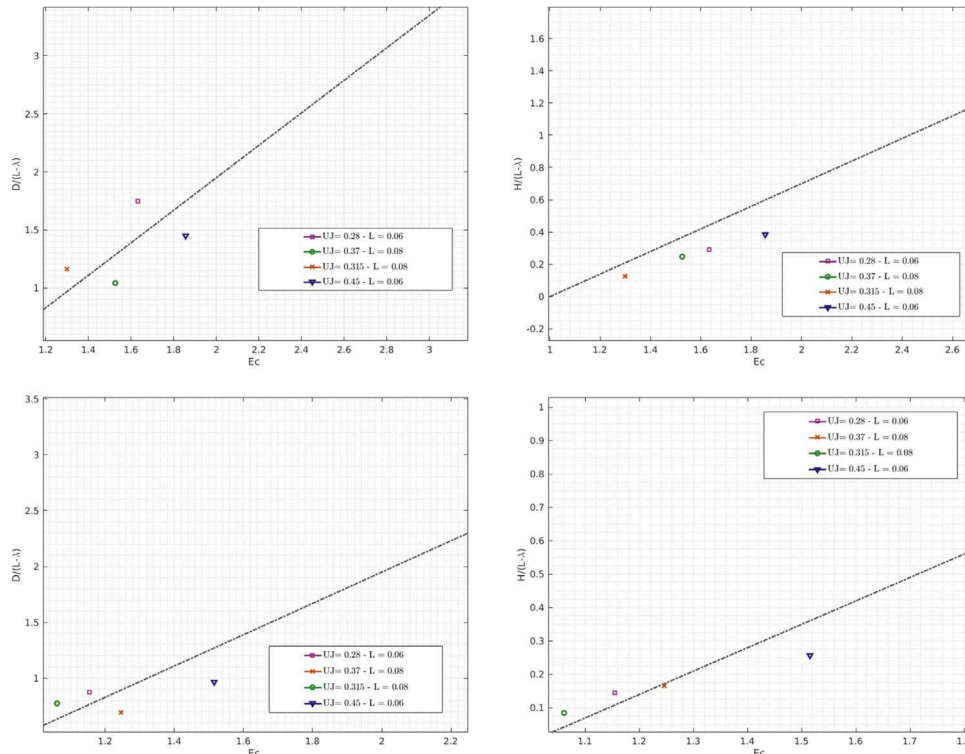 D/(L-λ)
3
2.5
2
1.5
1
1.2 1.4 1.6 1.8 2 2.2 2.4 2.6 2.8 3
Ec
UJ= 0.28 - L = 0.06
UJ= 0.37 - L = 0.08
UJ= 0.315 - L = 0.08
UJ= 0.45 - L = 0.06
H/(L-λ)
1.6
1.4
1.2
1
0.8
0.6
0.4
0.2
0
-0.2
1 1.2 1.4 1.6 1.8 2 2.2 2.4 2.6
Ec
UJ= 0.28 - L = 0.06
UJ= 0.37 - L = 0.08
UJ= 0.315 - L = 0.08
UJ= 0.45 - L = 0.06
D/(L-λ)
3.5
3
2.5
2
1.5
1
1.2 1.4 1.6 1.8 2 2.2
Ec
UJ= 0.28 - L = 0.06
UJ= 0.37 - L = 0.08
UJ= 0.315 - L = 0.08
UJ= 0.45 - L = 0.06
H/(L-λ)
1
0.9
0.8
0.7
0.6
0.5
0.4
0.3
0.2
0.1
1.1 1.2 1.3 1.4 1.5 1.6 1.7
Ec
UJ= 0.28 - L = 0.06
UJ= 0.37 - L = 0.08
UJ= 0.315 - L = 0.08
UJ= 0.45 - L = 0.06